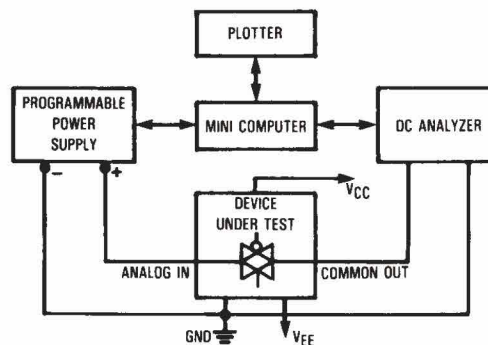 PLOTTER
PROGRAMMABLE
POWER
SUPPLY
MINI COMPUTER
DC ANALYZER
− +
VCC
DEVICE
UNDER TEST
ANALOG IN
COMMON OUT
GND
VEE